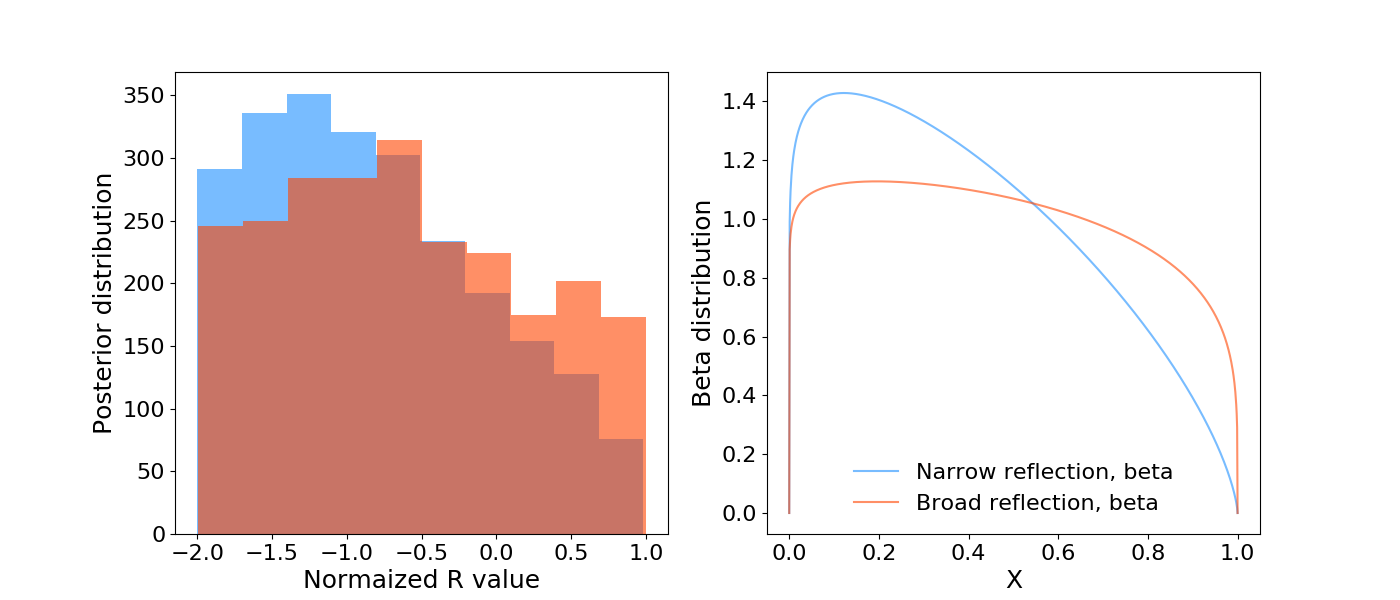 Posterior distribution
350
300
250
200
150
100
50
0
−2.0 −1.5 −1.0 −0.5 0.0 0.5 1.0
Normaized R value
Beta distribution
1.4
1.2
1.0
0.8
0.6
0.4
0.2
0.0
Narrow reflection, beta
Broad reflection, beta
0.0 0.2 0.4 0.6 0.8 1.0
X